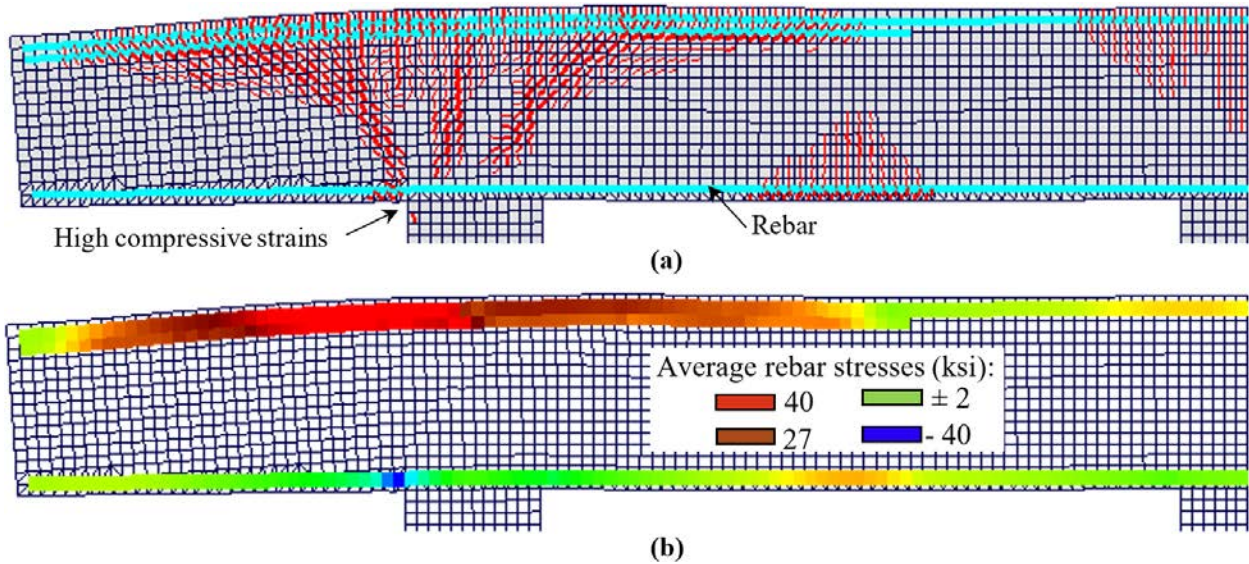 High compressive strains
Rebar
(a)
Average rebar stresses (ksi):
40
± 2
27
- 40
(b)